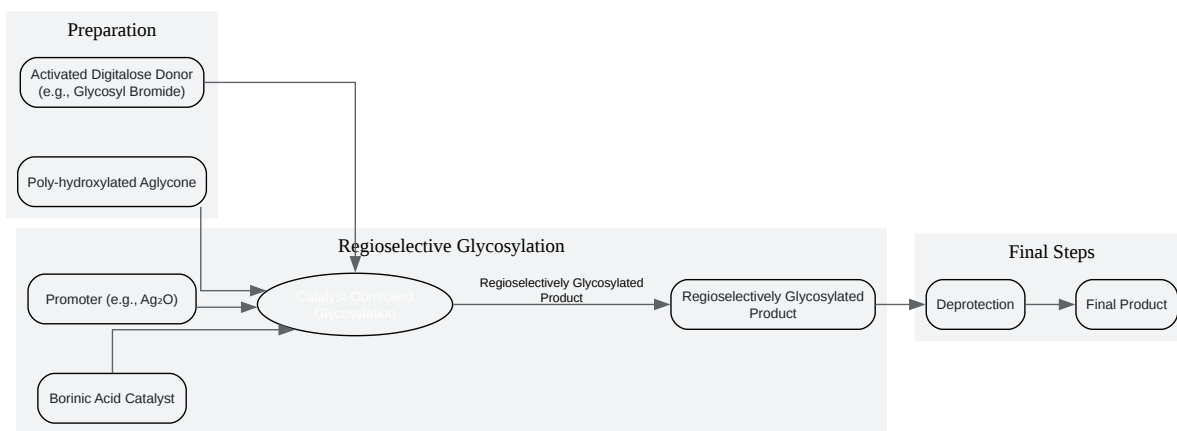 Preparation
Activated Digitalose Donor
(e.g., Glycosyl Bromide)
Poly-hydroxylated Aglycone
Regioselective Glycosylation
Promoter (e.g., Ag₂O)
Borinic Acid Catalyst
Catalyst-Controlled
Glycosylation
Regioselectively Glycosylated
Product
Regioselectively Glycosylated
Product
Final Steps
Deprotection
Final Product